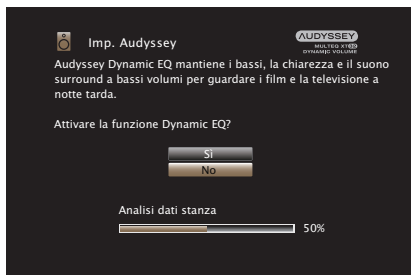 Imp. Audyssey
AUDYSSEY
MULTEQ XT32
DYNAMIC VOLUME
Audyssey Dynamic EQ mantiene i bassi, la chiarezza e il suono
surround a bassi volumi per guardare i film e la televisione a
notte tarda.
Attivare la funzione Dynamic EQ?
Sì
No
Analisi dati stanza
50%